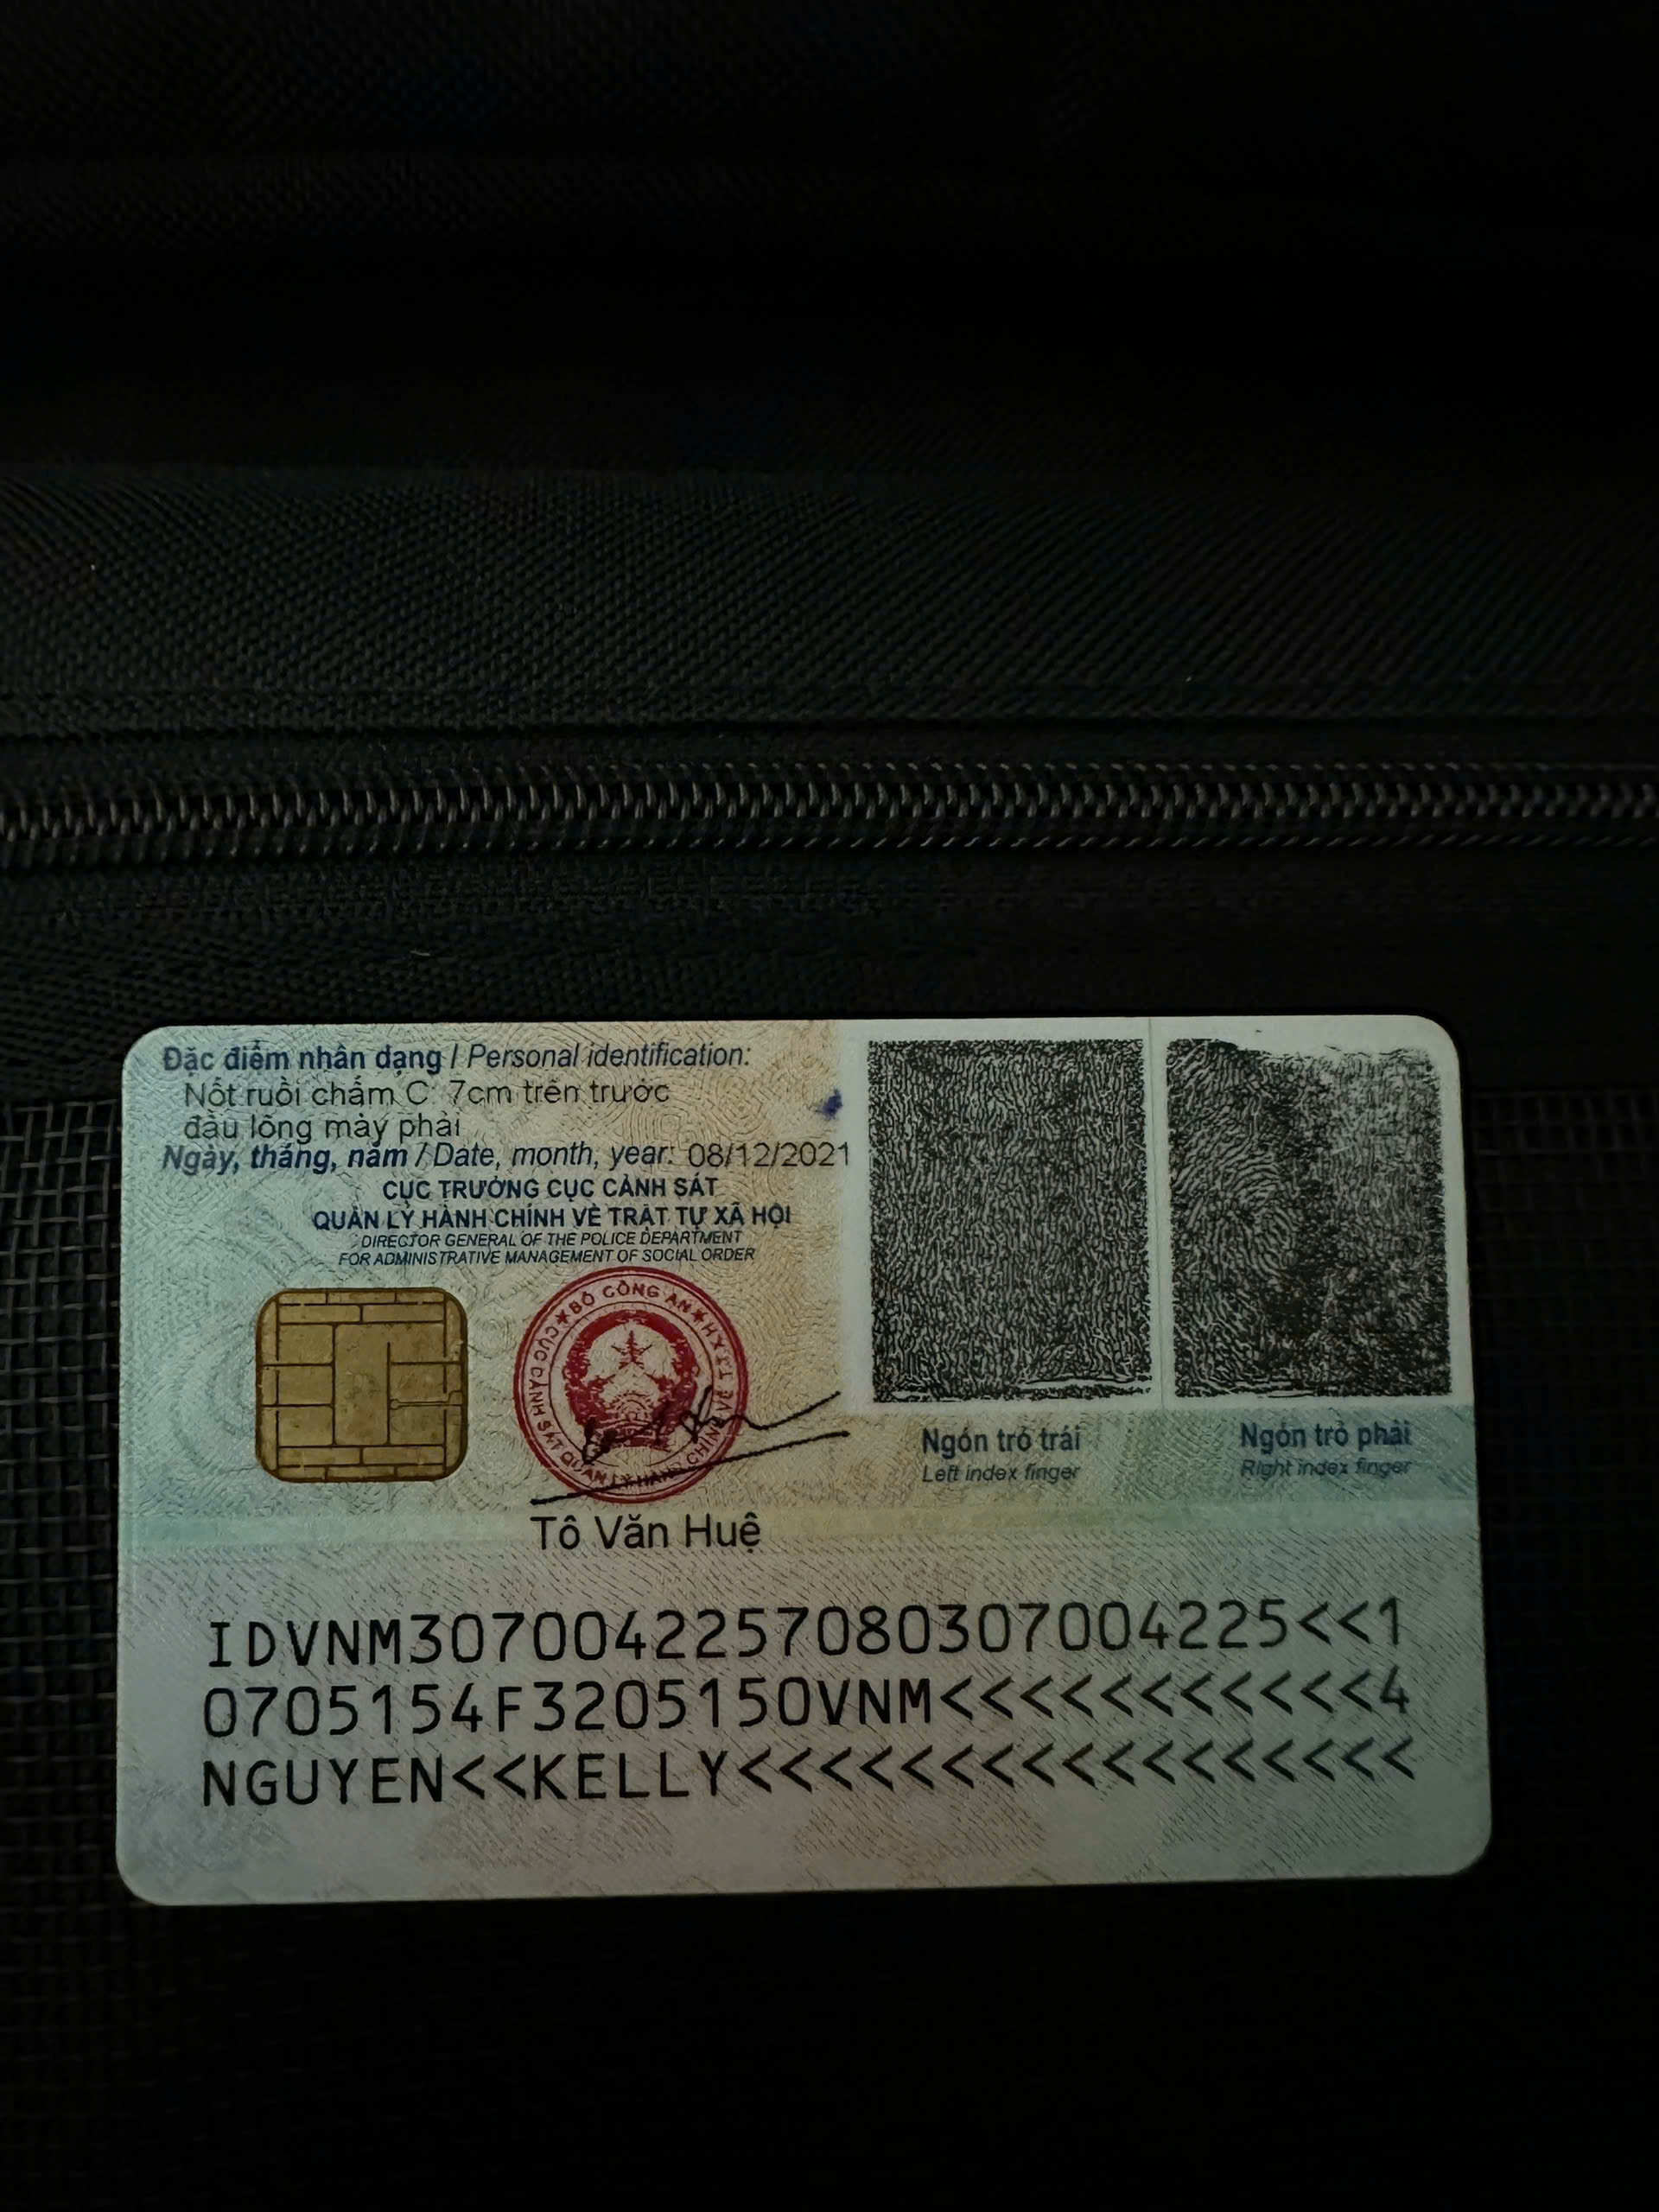 Đặc điểm nhân dạng / Personal identification:
Nốt ruồi chấm C: 7cm trên trước
đầu lông mày phải
Ngày, tháng, năm / Date, month, year: 08/12/2021
CỤC TRƯỞNG CỤC CẢNH SÁT
QUẢN LÝ HÀNH CHÍNH VỀ TRẬT TỰ XÃ HỘI
DIRECTOR GENERAL OF THE POLICE DEPARTMENT
FOR ADMINISTRATIVE MANAGEMENT OF SOCIAL ORDER
BỘ CÔNG AN
CỤC CẢNH SÁT QUẢN LÝ HÀNH CHÍNH VỀ TTXH
Tô Văn Huệ
Ngón trỏ trái
Left index finger
Ngón trỏ phải
Right index finger
IDVNM3070042257080307004225<<1
0705154F3205150VNM<<<<<<<<<<<4
NGUYEN<<KELLY<<<<<<<<<<<<<<<<<